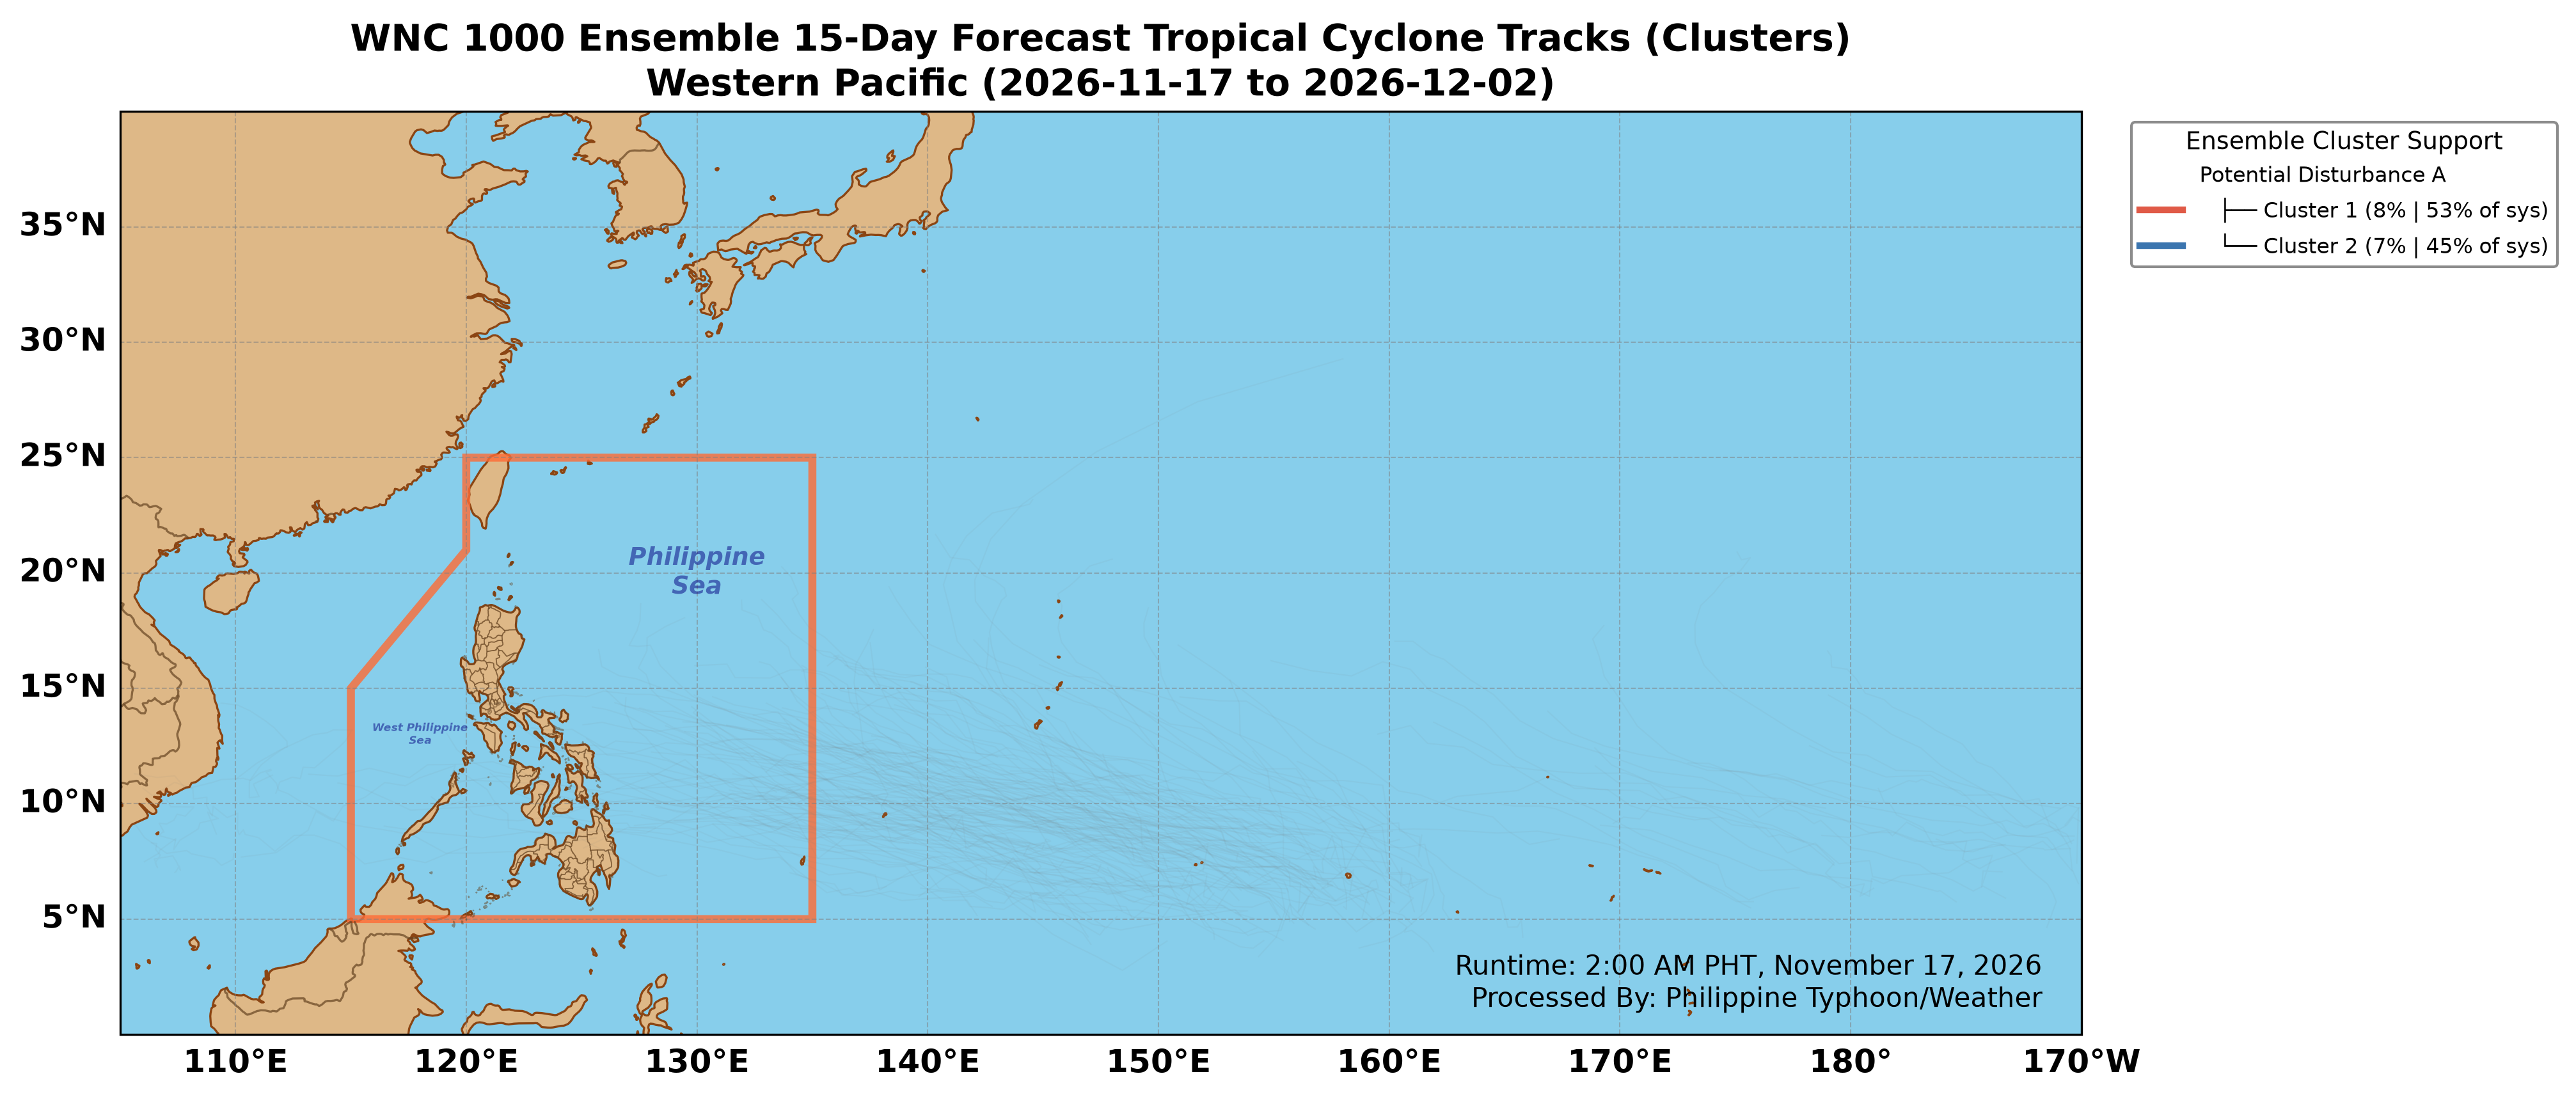 WNC 1000 Ensemble 15-Day Forecast Tropical Cyclone Tracks (Clusters)
Western Pacific (2026-11-17 to 2026-12-02)
Ensemble Cluster Support
Potential Disturbance A
Cluster 1 (8% | 53% of sys)
Cluster 2 (7% | 45% of sys)
35°N
30°N
25°N
20°N
15°N
10°N
5°N
Philippine
Sea
West Philippine
Sea
Runtime: 2:00 AM PHT, November 17, 2026
Processed By: Philippine Typhoon/Weather
110°E
120°E
130°E
140°E
150°E
160°E
170°E
180°
170°W